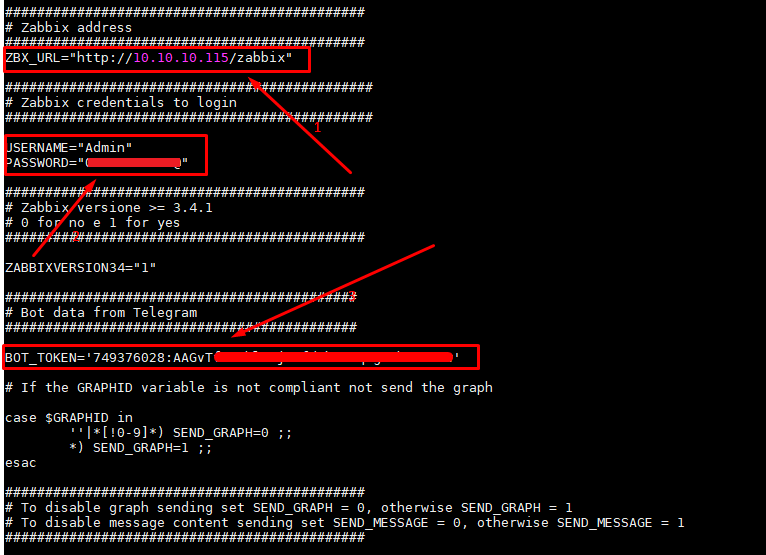 #############################################
# Zabbix address
#############################################
ZBX_URL="http://10.10.10.115/zabbix"
##############################################
# Zabbix credentials to login
##############################################
1
USERNAME="Admin"
PASSWORD="
#############################################
# Zabbix versione >= 3.4.1
# 0 for no e 1 for yes
#############################################
ZABBIXVERSION34="1"
############################################
# Bot data from Telegram
############################################
BOT_TOKEN='749376028:AAGvT
# If the GRAPHID variable is not compliant not send the graph
case $GRAPHID in
''|*[!0-9]*) SEND_GRAPH=0 ;;
*) SEND_GRAPH=1 ;;
esac
#############################################
# To disable graph sending set SEND_GRAPH = 0, otherwise SEND_GRAPH = 1
# To disable message content sending set SEND_MESSAGE = 0, otherwise SEND_MESSAGE = 1
#############################################